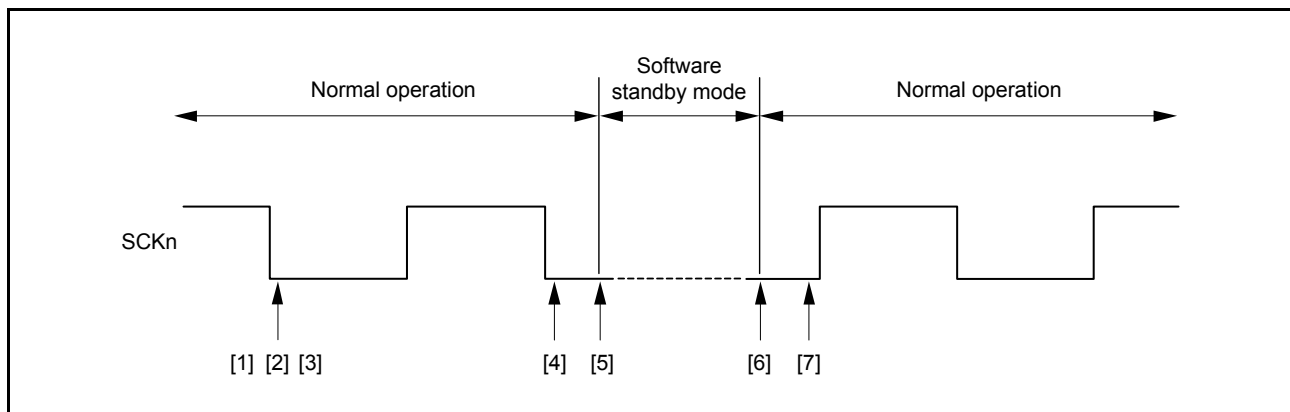 Normal operation
Software
standby mode
Normal operation
SCKn
[1] [2] [3]
[4]
[5]
[6]
[7]